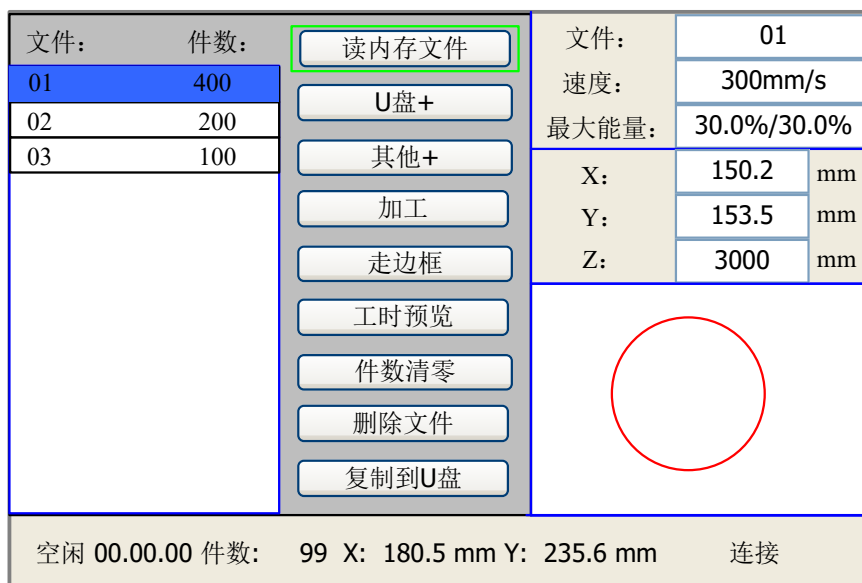 文件： 件数：
01 400
02 200
03 100
读内存文件
U盘+
其他+
加工
走边框
工时预览
件数清零
删除文件
复制到U盘
文件： 01
速度： 300mm/s
最大能量： 30.0%/30.0%
X： 150.2 mm
Y： 153.5 mm
Z： 3000 mm
空闲 00.00.00 件数: 99 X: 180.5 mm Y: 235.6 mm 连接